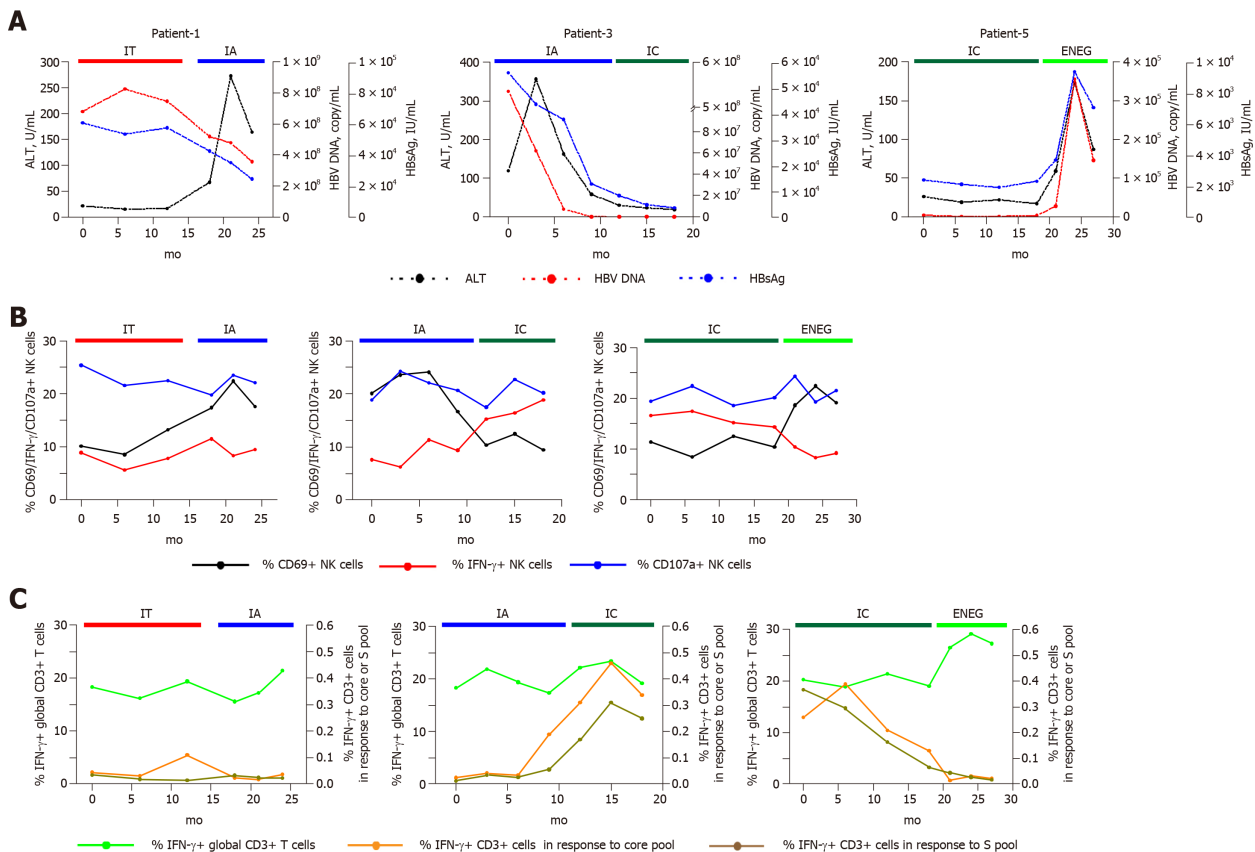 A
Patient-1
Patient-3
Patient-5
IT
IA
IA
IC
IC
ENEG
300
250
200
150
100
50
0
ALT, U/mL
0
5
10
15
20
25
mo
1 × 10⁹
8 × 10⁸
6 × 10⁸
4 × 10⁸
2 × 10⁸
0
HBV DNA, copy/mL
1 × 10⁵
8 × 10⁴
6 × 10⁴
4 × 10⁴
2 × 10⁴
0
HBsAg, IU/mL
400
300
200
100
0
ALT, U/mL
0
5
10
15
20
mo
6 × 10⁸
5 × 10⁸
8 × 10⁷
6 × 10⁷
4 × 10⁷
2 × 10⁷
0
HBV DNA, copy/mL
6 × 10⁴
5 × 10⁴
4 × 10⁴
3 × 10⁴
2 × 10⁴
1 × 10⁴
0
HBsAg, IU/mL
200
150
100
50
0
ALT, U/mL
0
5
10
15
20
25
mo
4 × 10⁵
3 × 10⁵
2 × 10⁵
1 × 10⁵
0
HBV DNA, copy/mL
1 × 10⁴
8 × 10³
6 × 10³
4 × 10³
2 × 10³
0
HBsAg, IU/mL
ALT
HBV DNA
HBsAg
B
IT
IA
IA
IC
IC
ENEG
30
20
10
0
% CD69/IFN-γ/CD107a+ NK cells
0
5
10
15
20
25
mo
30
20
10
0
% CD69/IFN-γ/CD107a+ NK cells
0
5
10
15
20
mo
30
20
10
0
% CD69/IFN-γ/CD107a+ NK cells
0
5
10
15
20
25
30
mo
% CD69+ NK cells
% IFN-γ+ NK cells
% CD107a+ NK cells
C
IT
IA
IA
IC
IC
ENEG
30
20
10
0
% IFN-γ+ global CD3+ T cells
0
5
10
15
20
25
mo
0.6
0.5
0.4
0.3
0.2
0.1
0.0
% IFN-γ+ CD3+ cells
in response to core or S pool
30
20
10
0
% IFN-γ+ global CD3+ T cells
0
5
10
15
20
mo
0.6
0.5
0.4
0.3
0.2
0.1
0.0
% IFN-γ+ CD3+ cells
in response to core or S pool
30
20
10
0
% IFN-γ+ global CD3+ T cells
0
5
10
15
20
25
30
mo
0.6
0.5
0.4
0.3
0.2
0.1
0.0
% IFN-γ+ CD3+ cells
in response to core or S pool
% IFN-γ+ global CD3+ T cells
% IFN-γ+ CD3+ cells in response to core pool
% IFN-γ+ CD3+ cells in response to S pool